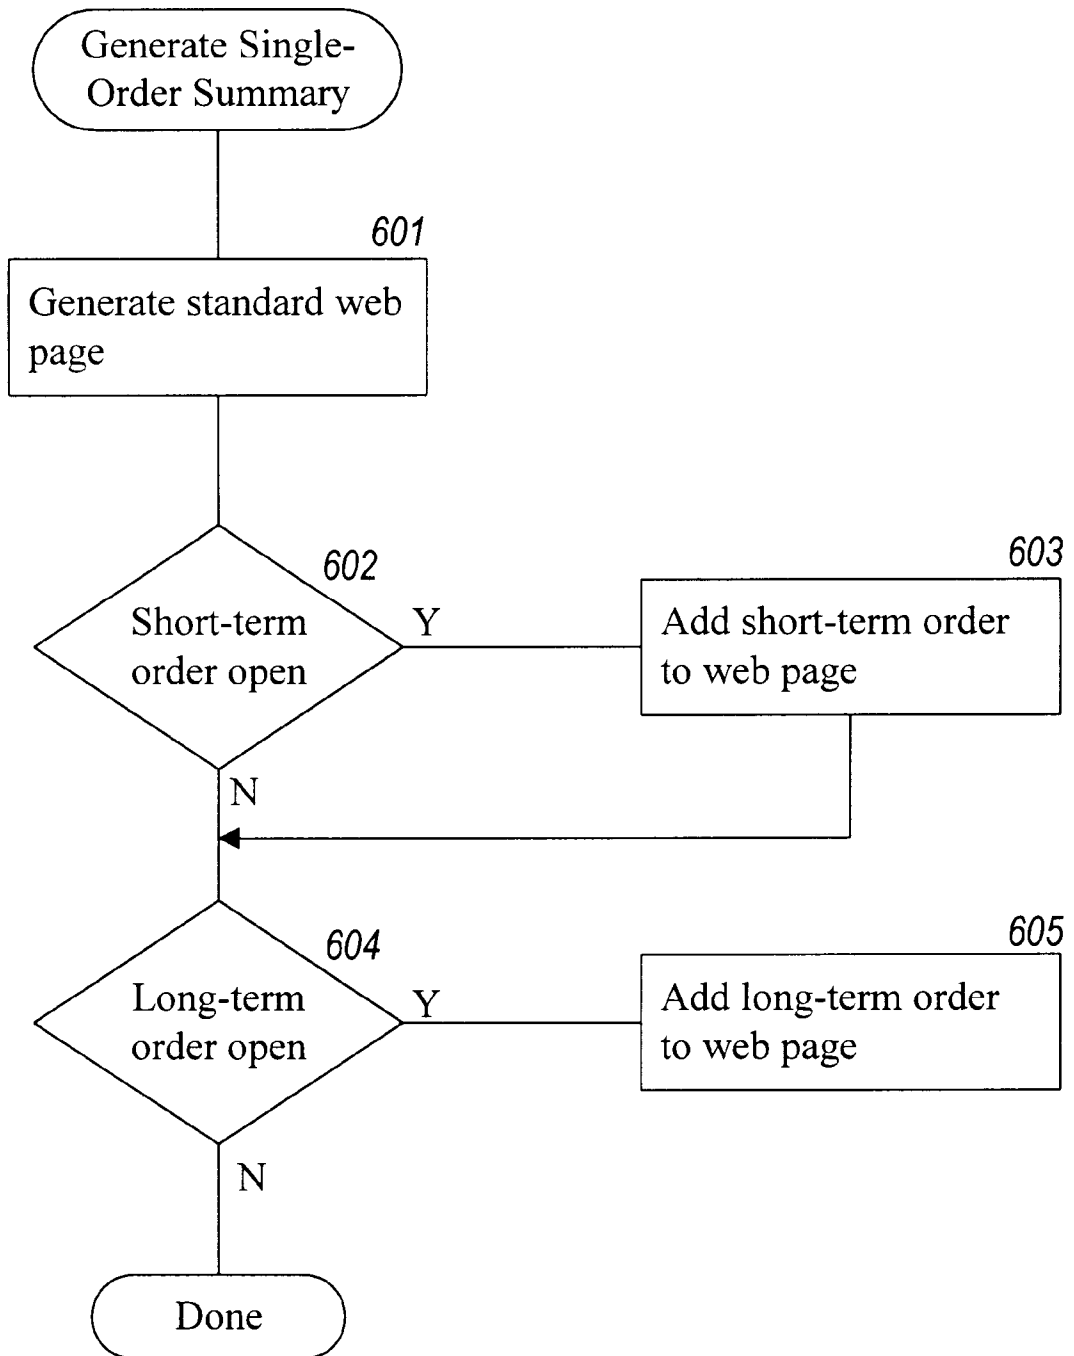 Generate Single-
Order Summary
601
Generate standard web
page
602
Short-term
order open
Y
N
603
Add short-term order
to web page
604
Long-term
order open
Y
N
605
Add long-term order
to web page
Done